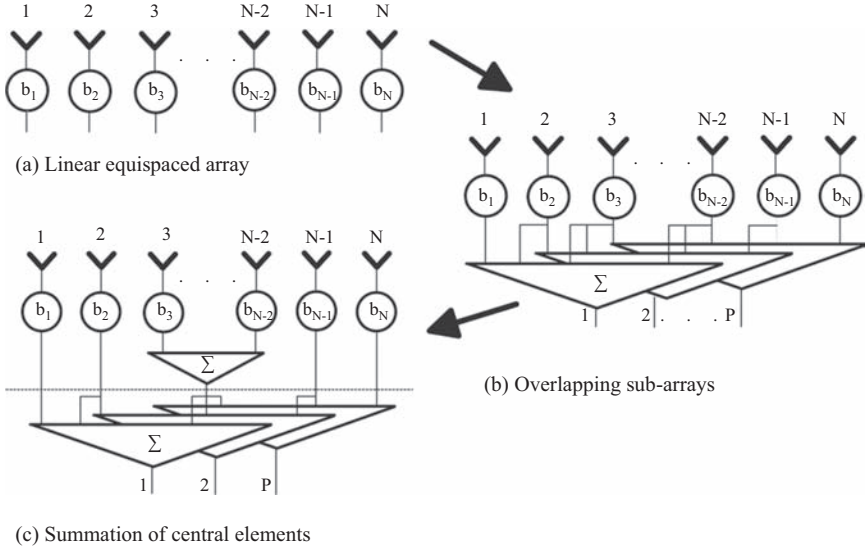 1 2 3 N-2 N-1 N
. . .
b1 b2 b3 bN-2 bN-1 bN
(a) Linear equispaced array
1 2 3 N-2 N-1 N
. . .
b1 b2 b3 bN-2 bN-1 bN
Σ
1 2 . . . P
(b) Overlapping sub-arrays
1 2 3 N-2 N-1 N
. . .
b1 b2 b3 bN-2 bN-1 bN
Σ
Σ
1 2 P
(c) Summation of central elements